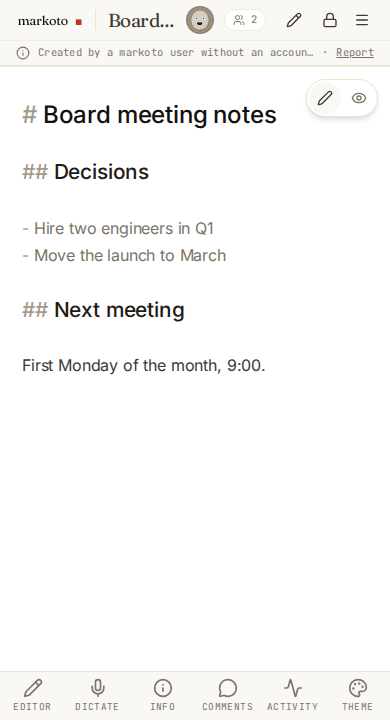 markoto
Board...
2
Created by a markoto user without an accoun… · Report
# Board meeting notes
## Decisions
- Hire two engineers in Q1
- Move the launch to March
## Next meeting
First Monday of the month, 9:00.
EDITOR DICTATE INFO COMMENTS ACTIVITY THEME